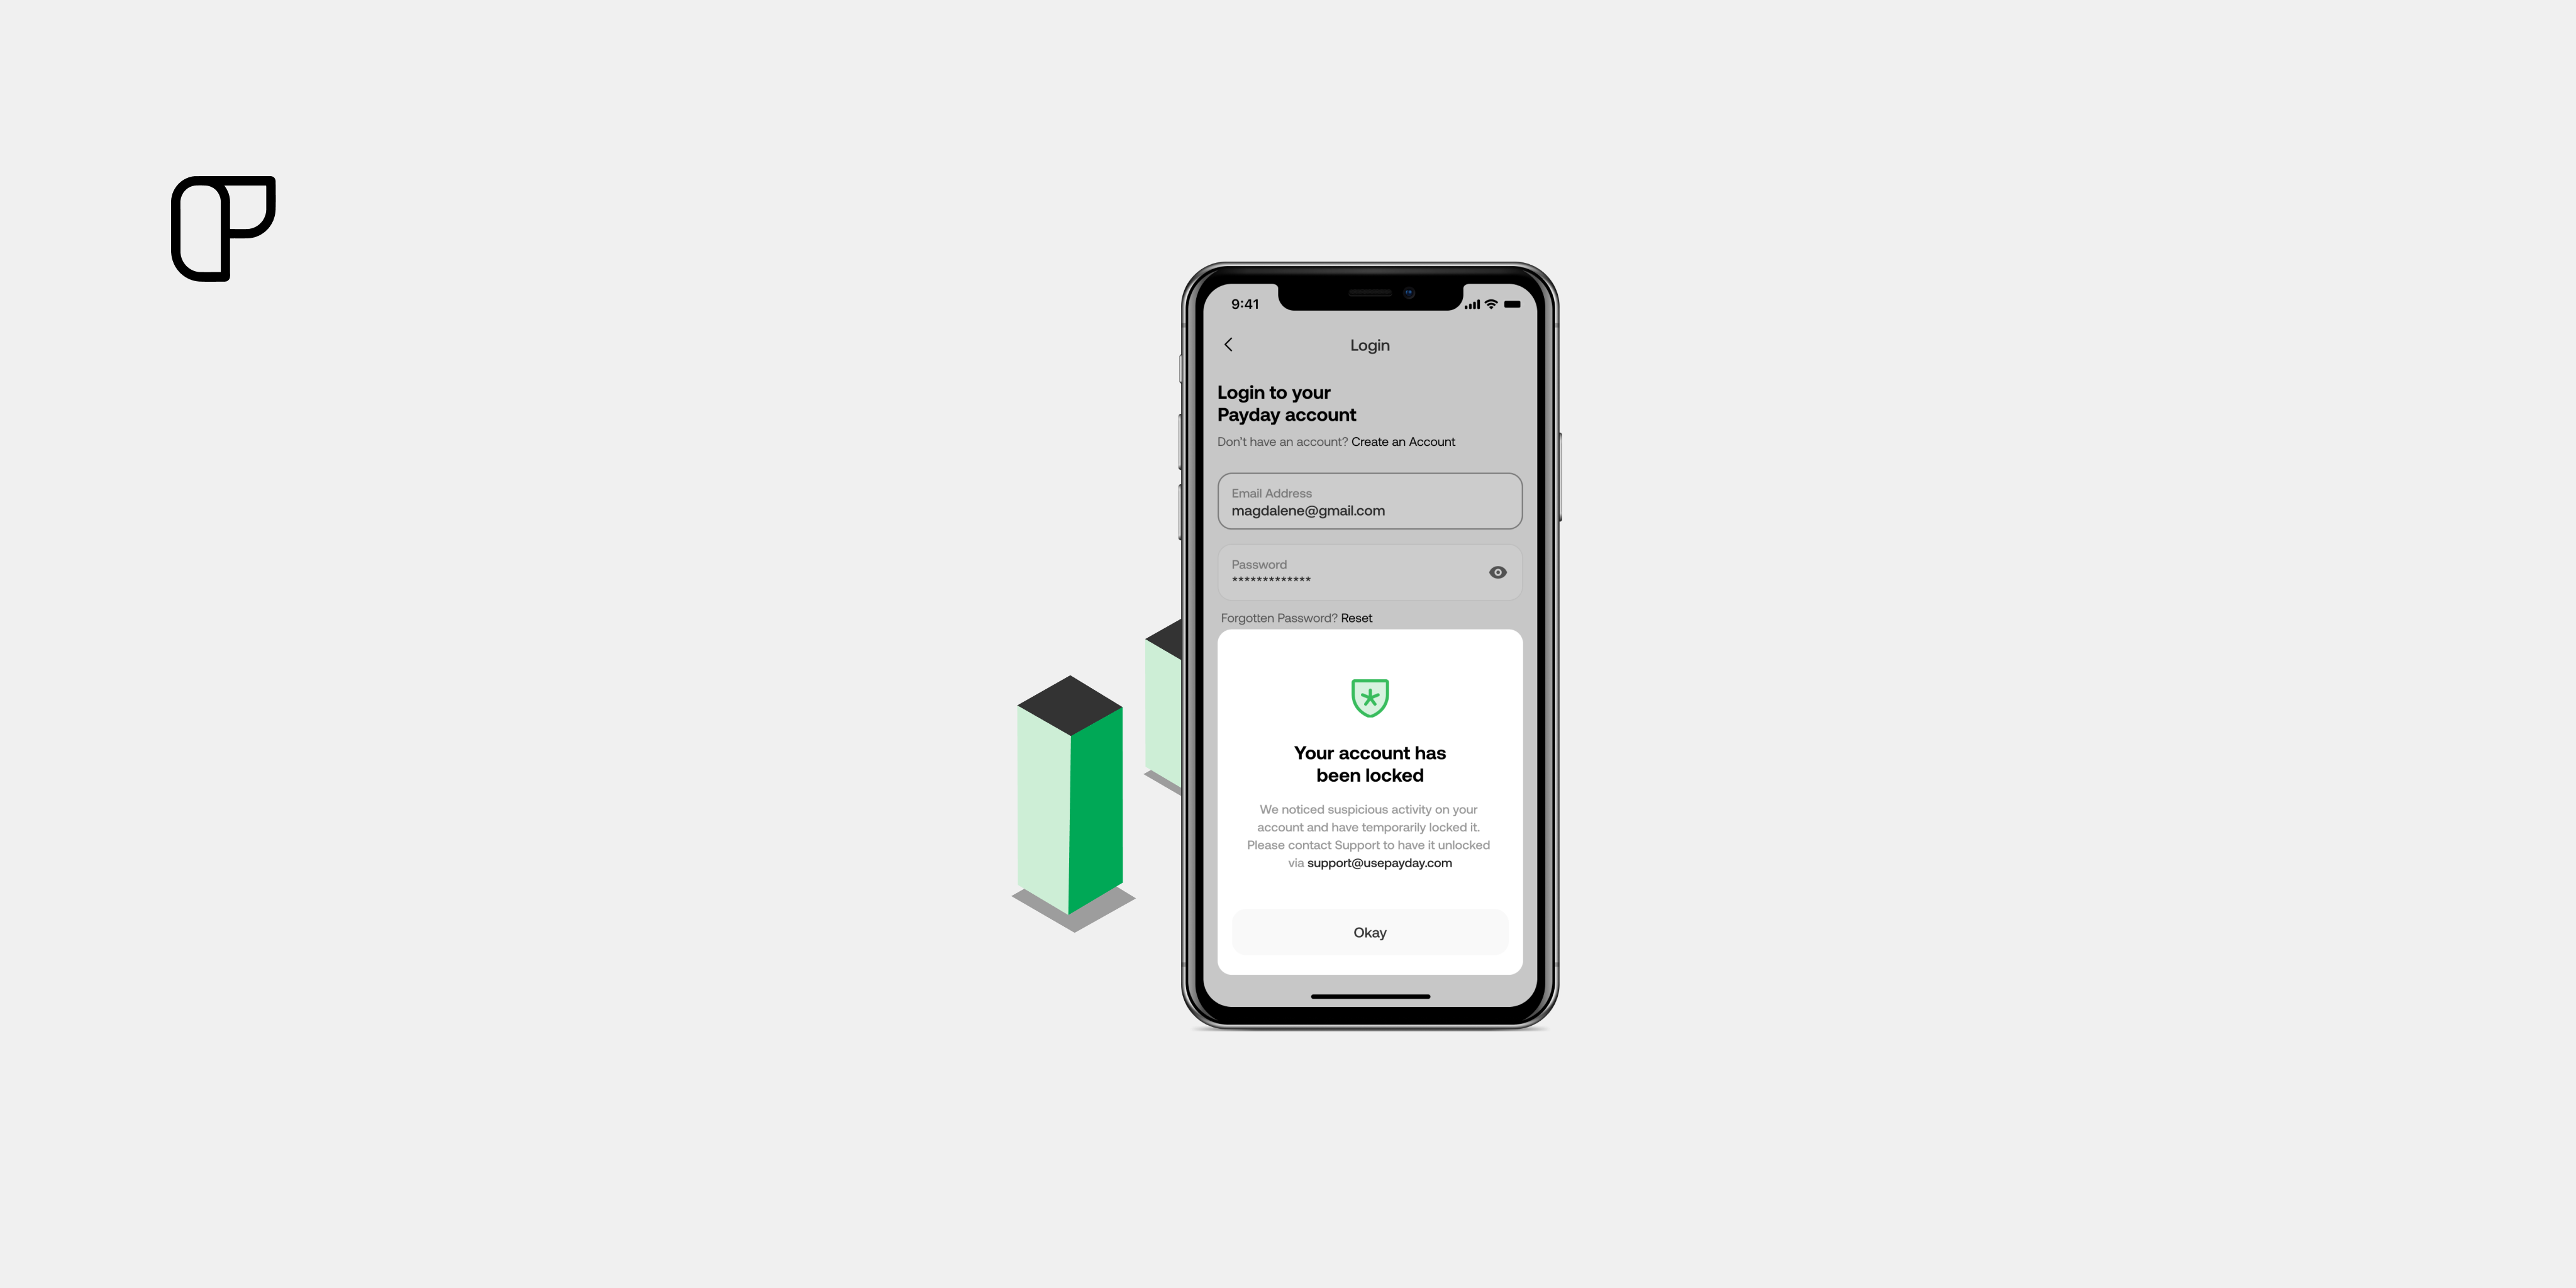 9:41
Login
Login to your
Payday account
Don't have an account? Create an Account
Email Address
magdalene@gmail.com
Password
*************
Forgotten Password? Reset
Your account has
been locked
We noticed suspicious activity on your
account and have temporarily locked it.
Please contact Support to have it unlocked
via support@usepayday.com
Okay